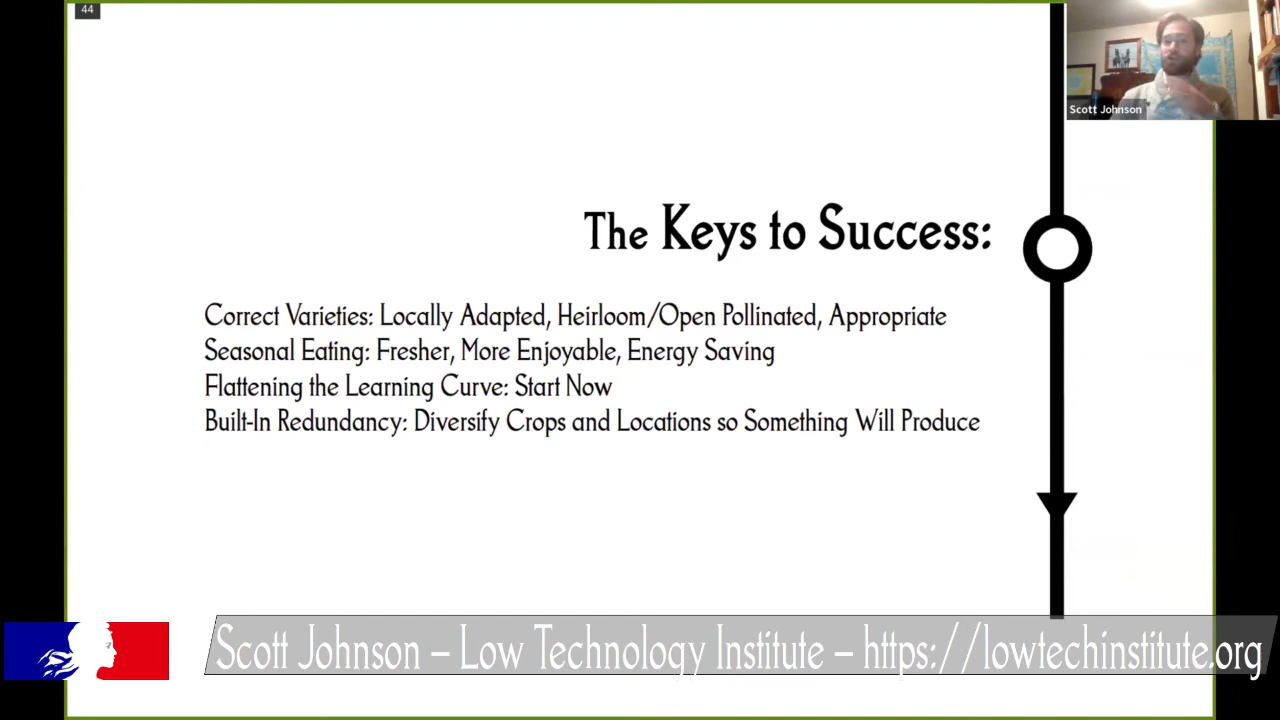 44
Scott Johnson
The Keys to Success:
Correct Varieties: Locally Adapted, Heirloom/Open Pollinated, Appropriate
Seasonal Eating: Fresher, More Enjoyable, Energy Saving
Flattening the Learning Curve: Start Now
Built-In Redundancy: Diversify Crops and Locations so Something Will Produce
Scott Johnson – Low Technology Institute – https://lowtechinstitute.org